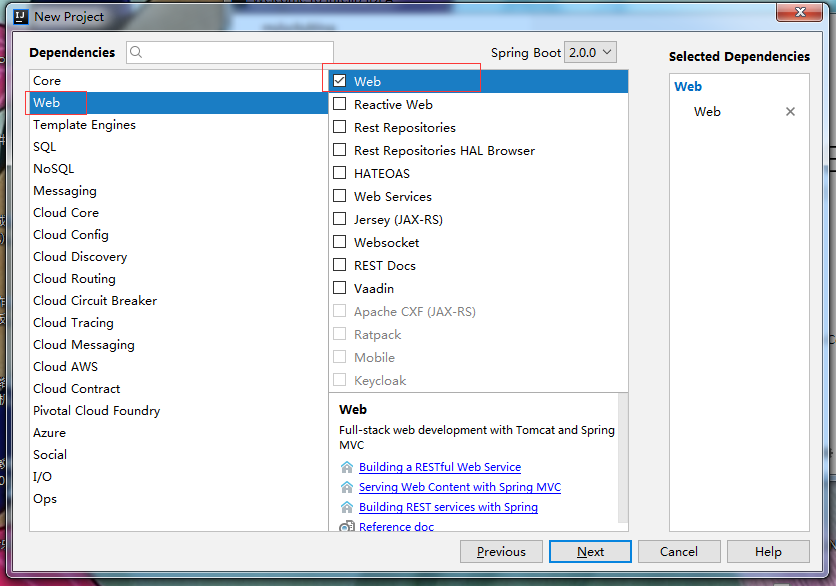 New Project
Dependencies
Spring Boot 2.0.0
Selected Dependencies
Core
Web
Template Engines
SQL
NoSQL
Messaging
Cloud Core
Cloud Config
Cloud Discovery
Cloud Routing
Cloud Circuit Breaker
Cloud Tracing
Cloud Messaging
Cloud AWS
Cloud Contract
Pivotal Cloud Foundry
Azure
Social
I/O
Ops
Web
Reactive Web
Rest Repositories
Rest Repositories HAL Browser
HATEOAS
Web Services
Jersey (JAX-RS)
Websocket
REST Docs
Vaadin
Apache CXF (JAX-RS)
Ratpack
Mobile
Keycloak
Web
Full-stack web development with Tomcat and Spring
MVC
Building a RESTful Web Service
Serving Web Content with Spring MVC
Building REST services with Spring
Reference doc
Web
Web
Previous
Next
Cancel
Help